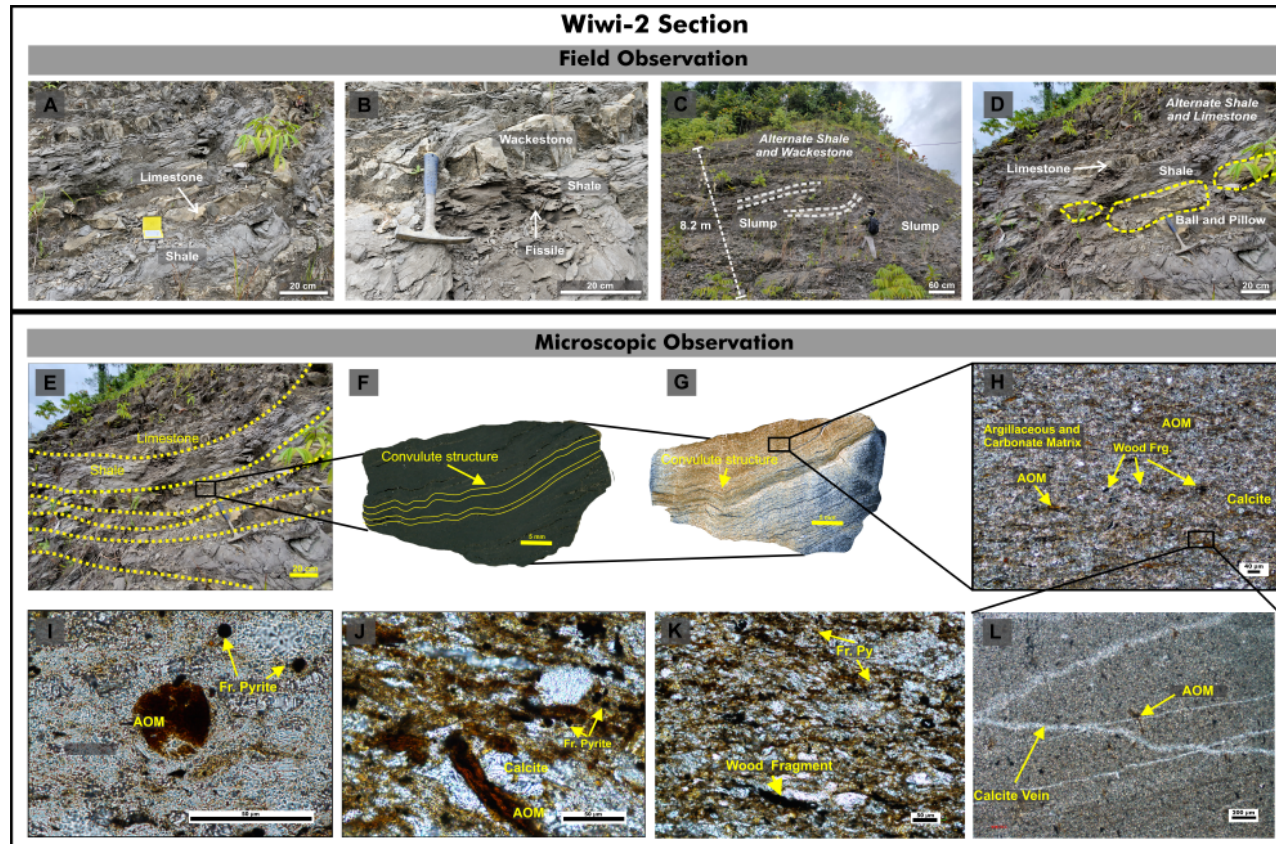 Wiwi-2 Section
Field Observation
A
Limestone
Shale
20 cm
B
Wackestone
Shale
Fissile
20 cm
C
Alternate Shale
and Wackestone
8.2 m
Slump
Slump
60 cm
D
Alternate Shale
and Limestone
Limestone
Shale
Ball and Pillow
20 cm
Microscopic Observation
E
Limestone
Shale
20 cm
F
Convulute structure
5 mm
G
Convulute structure
5 mm
H
Argillaceous and
Carbonate Matrix
AOM
Wood Frg.
AOM
Calcite
40 µm
I
Fr. Pyrite
AOM
50 µm
J
Fr. Pyrite
Calcite
AOM
50 µm
K
Fr. Py
Wood Fragment
50 µm
L
AOM
Calcite Vein
200 µm